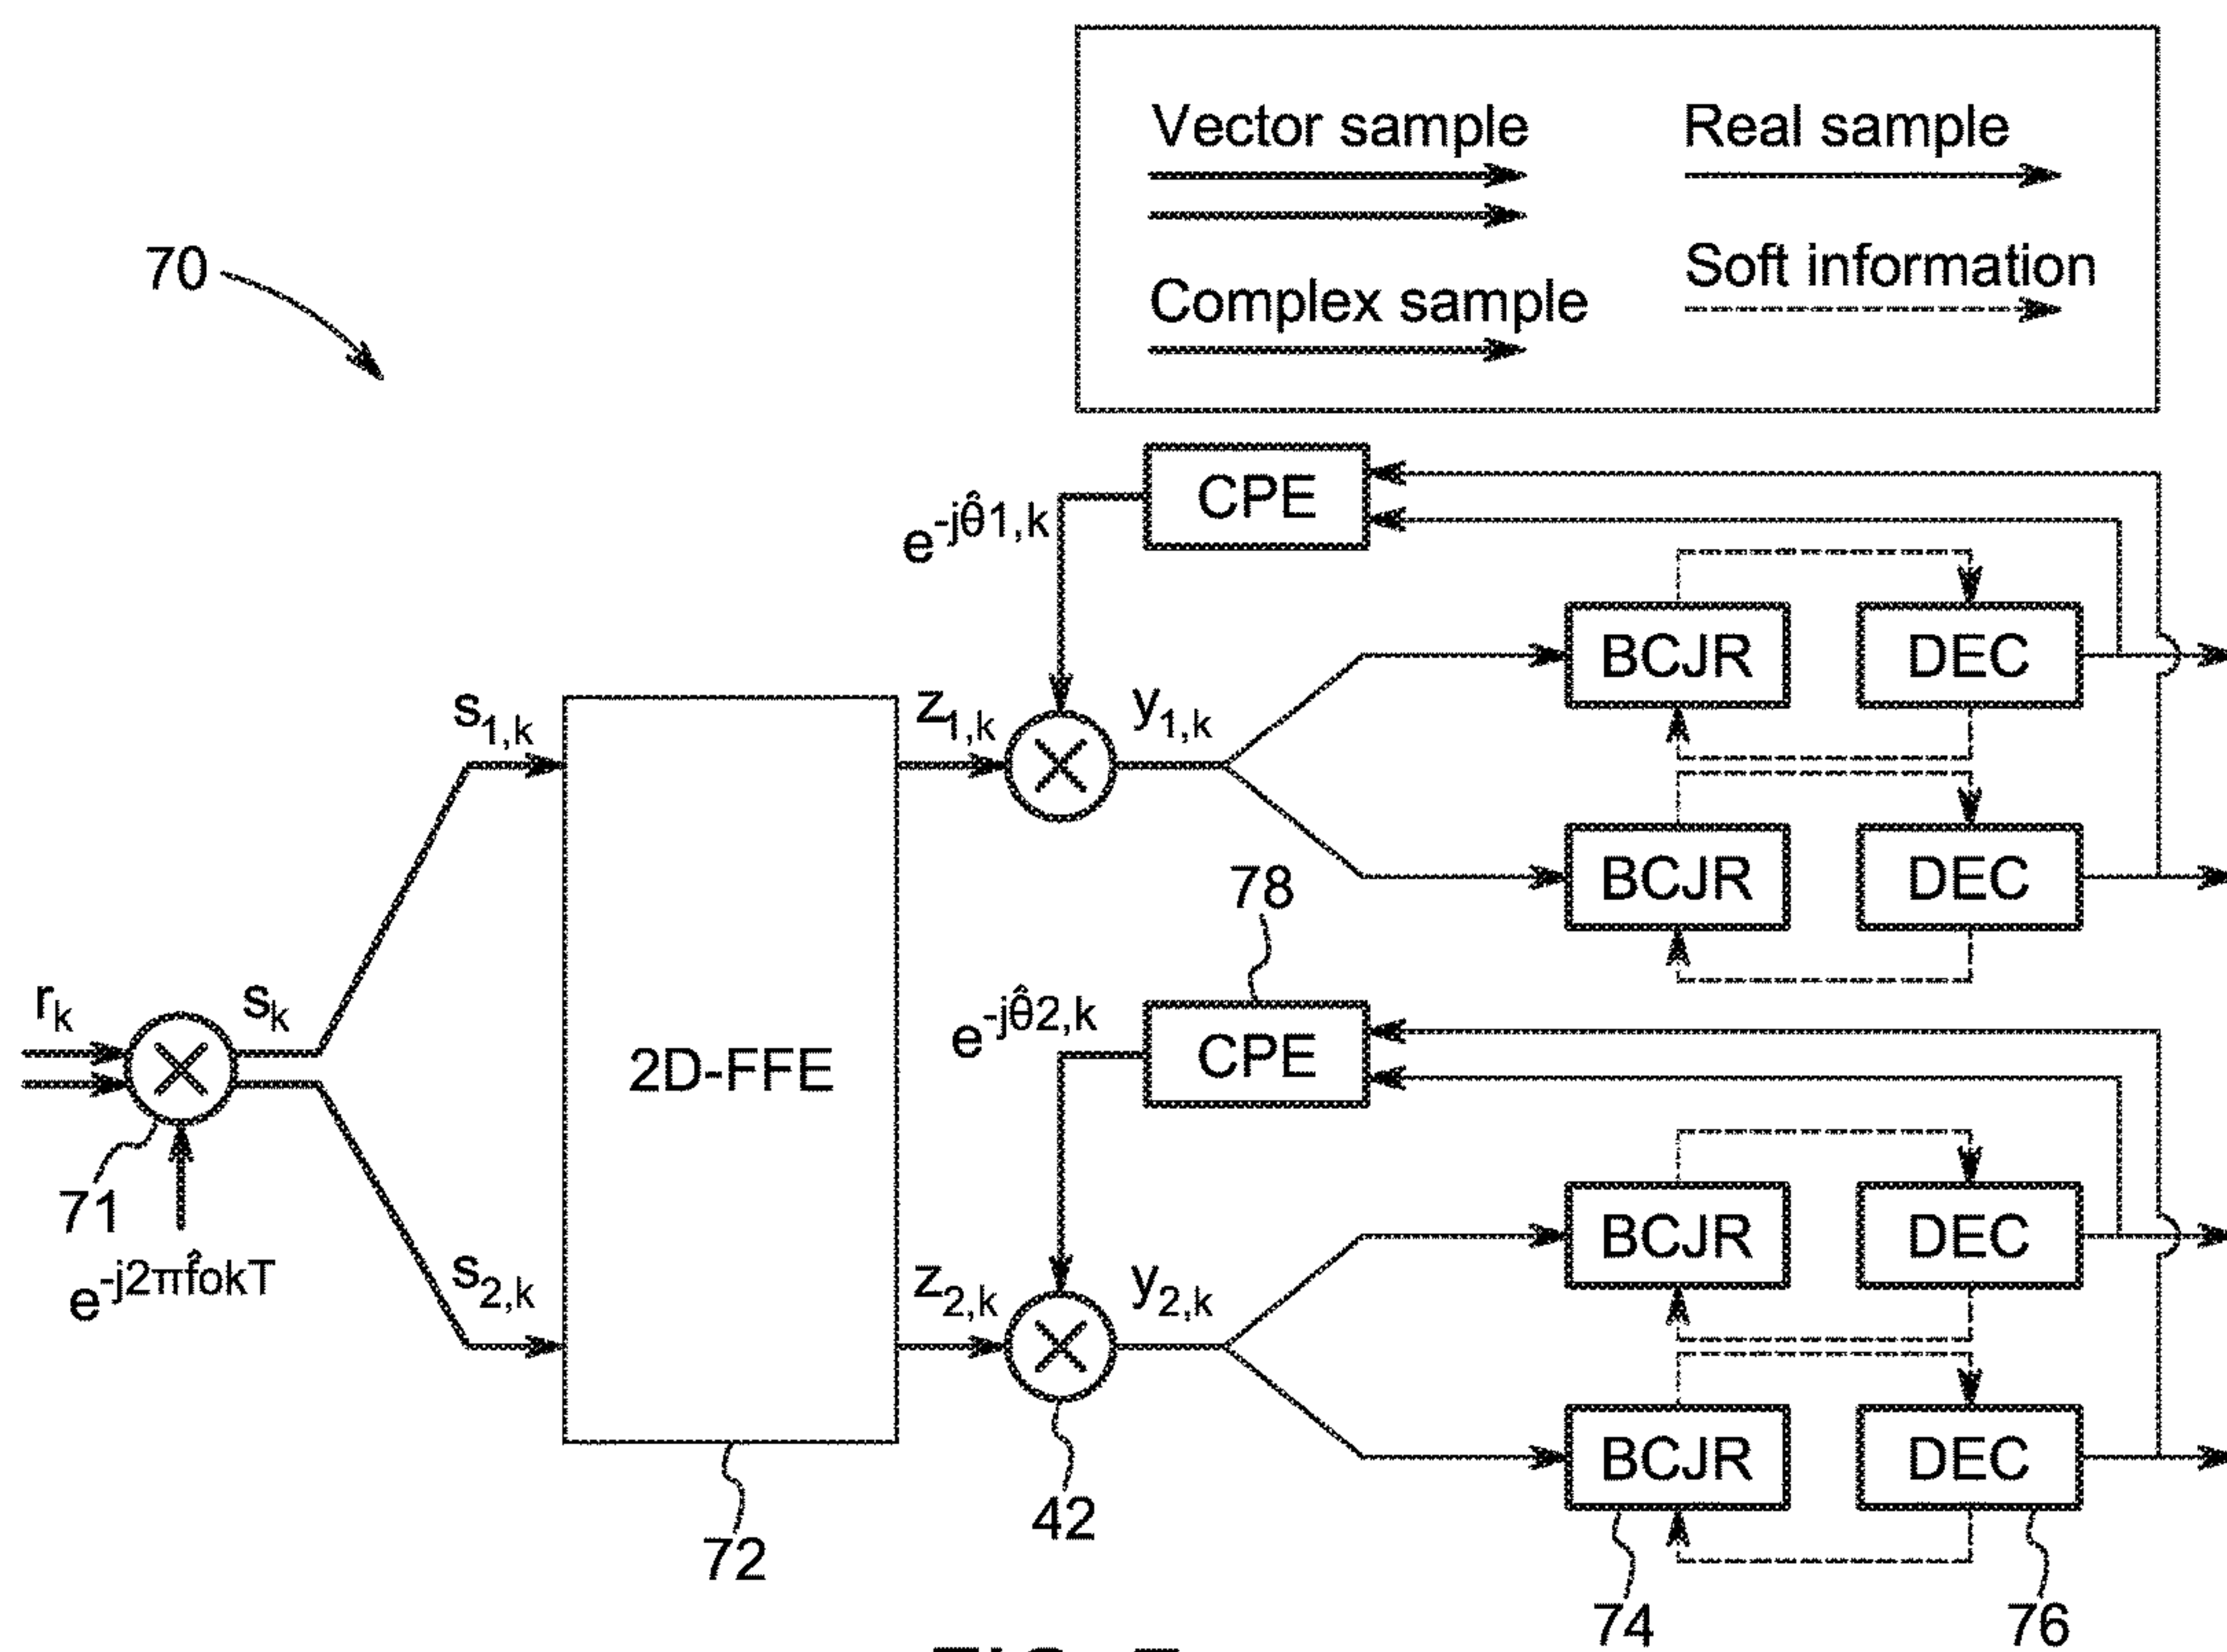 Vector sample
Real sample
Complex sample
Soft information
70
CPE
e^-jθ̂1,k
BCJR
DEC
s1,k
z1,k
y1,k
BCJR
DEC
78
rk
sk
2D-FFE
e^-jθ̂2,k
CPE
71
e^-j2πf̂okT
BCJR
DEC
s2,k
z2,k
y2,k
BCJR
DEC
42
72
74
76